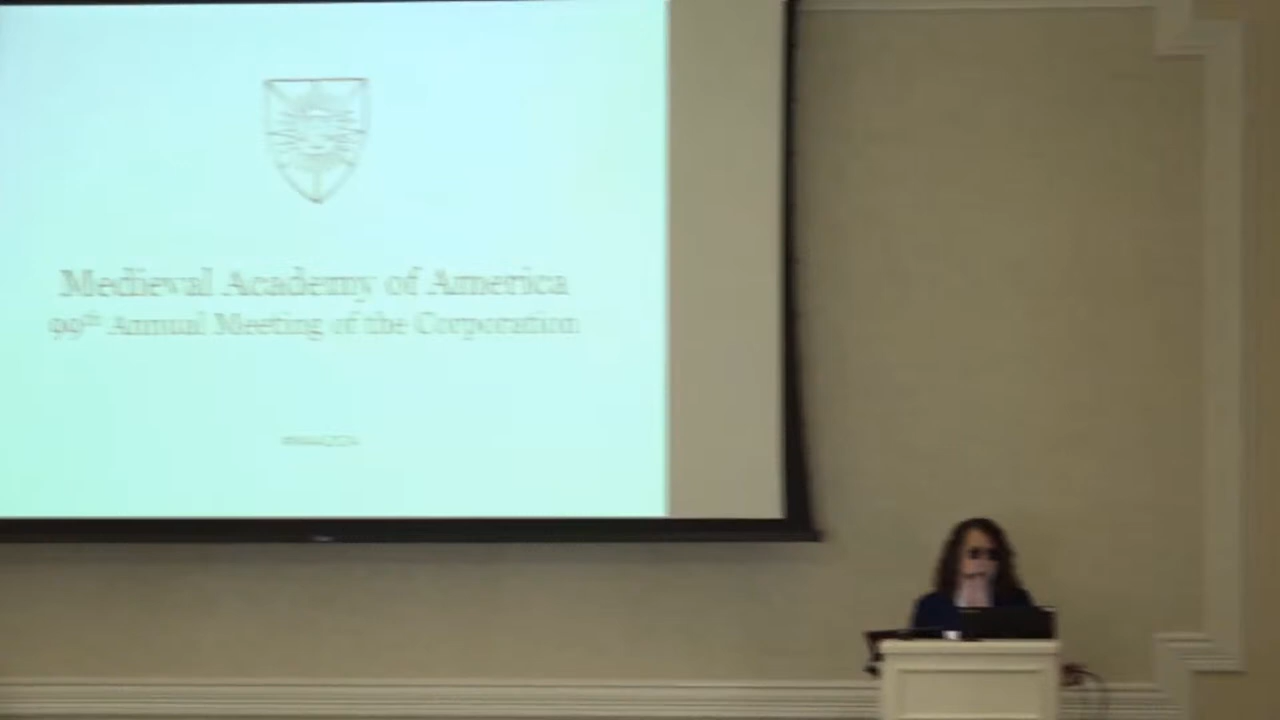 Medieval Academy of America
99th Annual Meeting of the Corporation